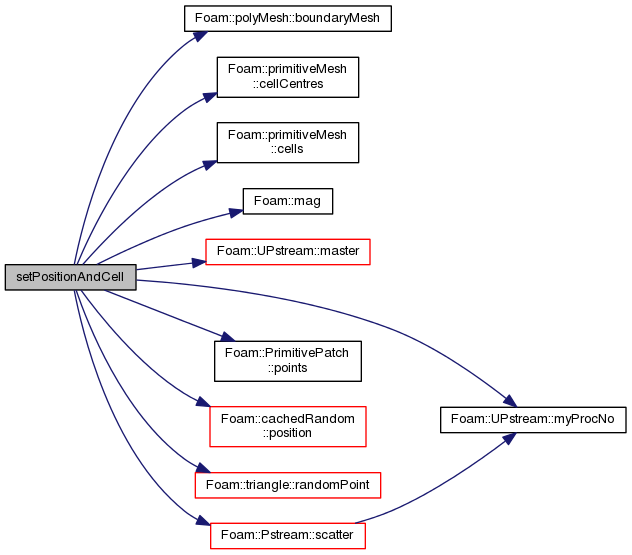 Foam::polyMesh::boundaryMesh
Foam::primitiveMesh
::cellCentres
Foam::primitiveMesh
::cells
Foam::mag
Foam::UPstream::master
setPositionAndCell
Foam::PrimitivePatch
::points
Foam::cachedRandom
::position
Foam::UPstream::myProcNo
Foam::triangle::randomPoint
Foam::Pstream::scatter